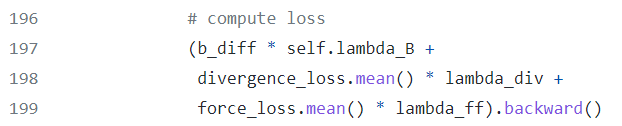 196 # compute loss
197 (b_diff * self.lambda_B +
198 divergence_loss.mean() * lambda_div +
199 force_loss.mean() * lambda_ff).backward()